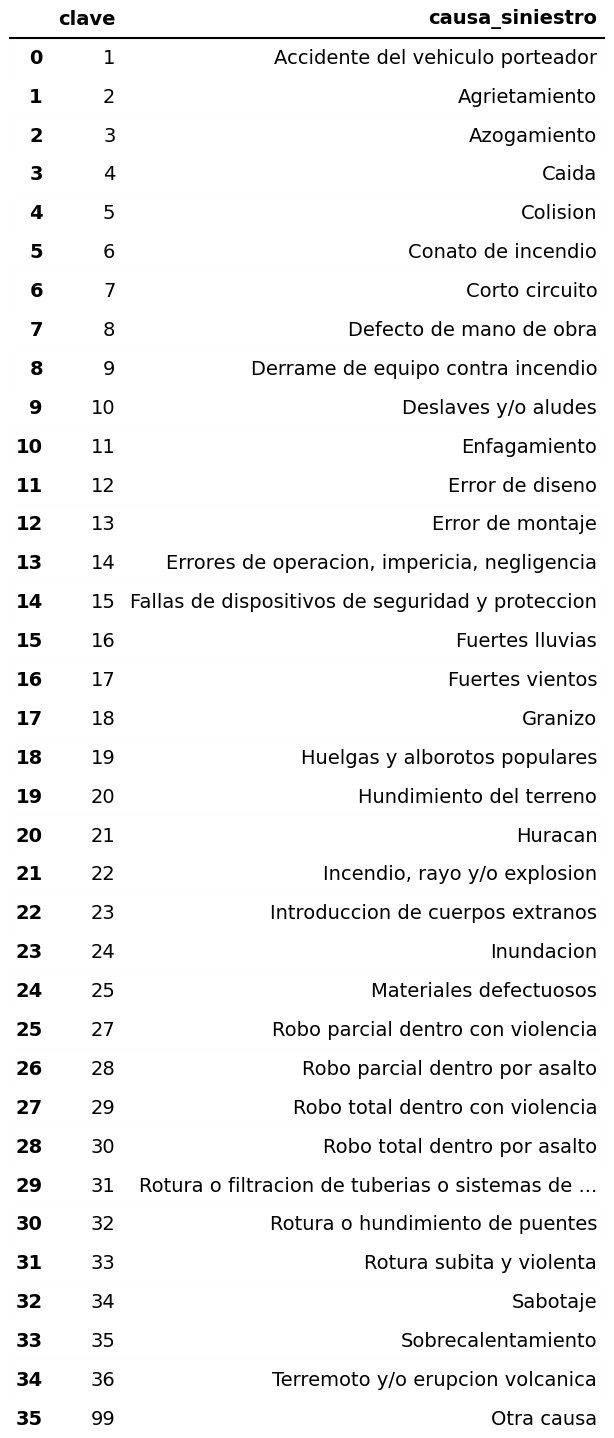 clave causa_siniestro
0 1 Accidente del vehiculo porteador
1 2 Agrietamiento
2 3 Azogamiento
3 4 Caida
4 5 Colision
5 6 Conato de incendio
6 7 Corto circuito
7 8 Defecto de mano de obra
8 9 Derrame de equipo contra incendio
9 10 Deslaves y/o aludes
10 11 Enfagamiento
11 12 Error de diseno
12 13 Error de montaje
13 14 Errores de operacion, impericia, negligencia
14 15 Fallas de dispositivos de seguridad y proteccion
15 16 Fuertes lluvias
16 17 Fuertes vientos
17 18 Granizo
18 19 Huelgas y alborotos populares
19 20 Hundimiento del terreno
20 21 Huracan
21 22 Incendio, rayo y/o explosion
22 23 Introduccion de cuerpos extranos
23 24 Inundacion
24 25 Materiales defectuosos
25 27 Robo parcial dentro con violencia
26 28 Robo parcial dentro por asalto
27 29 Robo total dentro con violencia
28 30 Robo total dentro por asalto
29 31 Rotura o filtracion de tuberias o sistemas de ...
30 32 Rotura o hundimiento de puentes
31 33 Rotura subita y violenta
32 34 Sabotaje
33 35 Sobrecalentamiento
34 36 Terremoto y/o erupcion volcanica
35 99 Otra causa